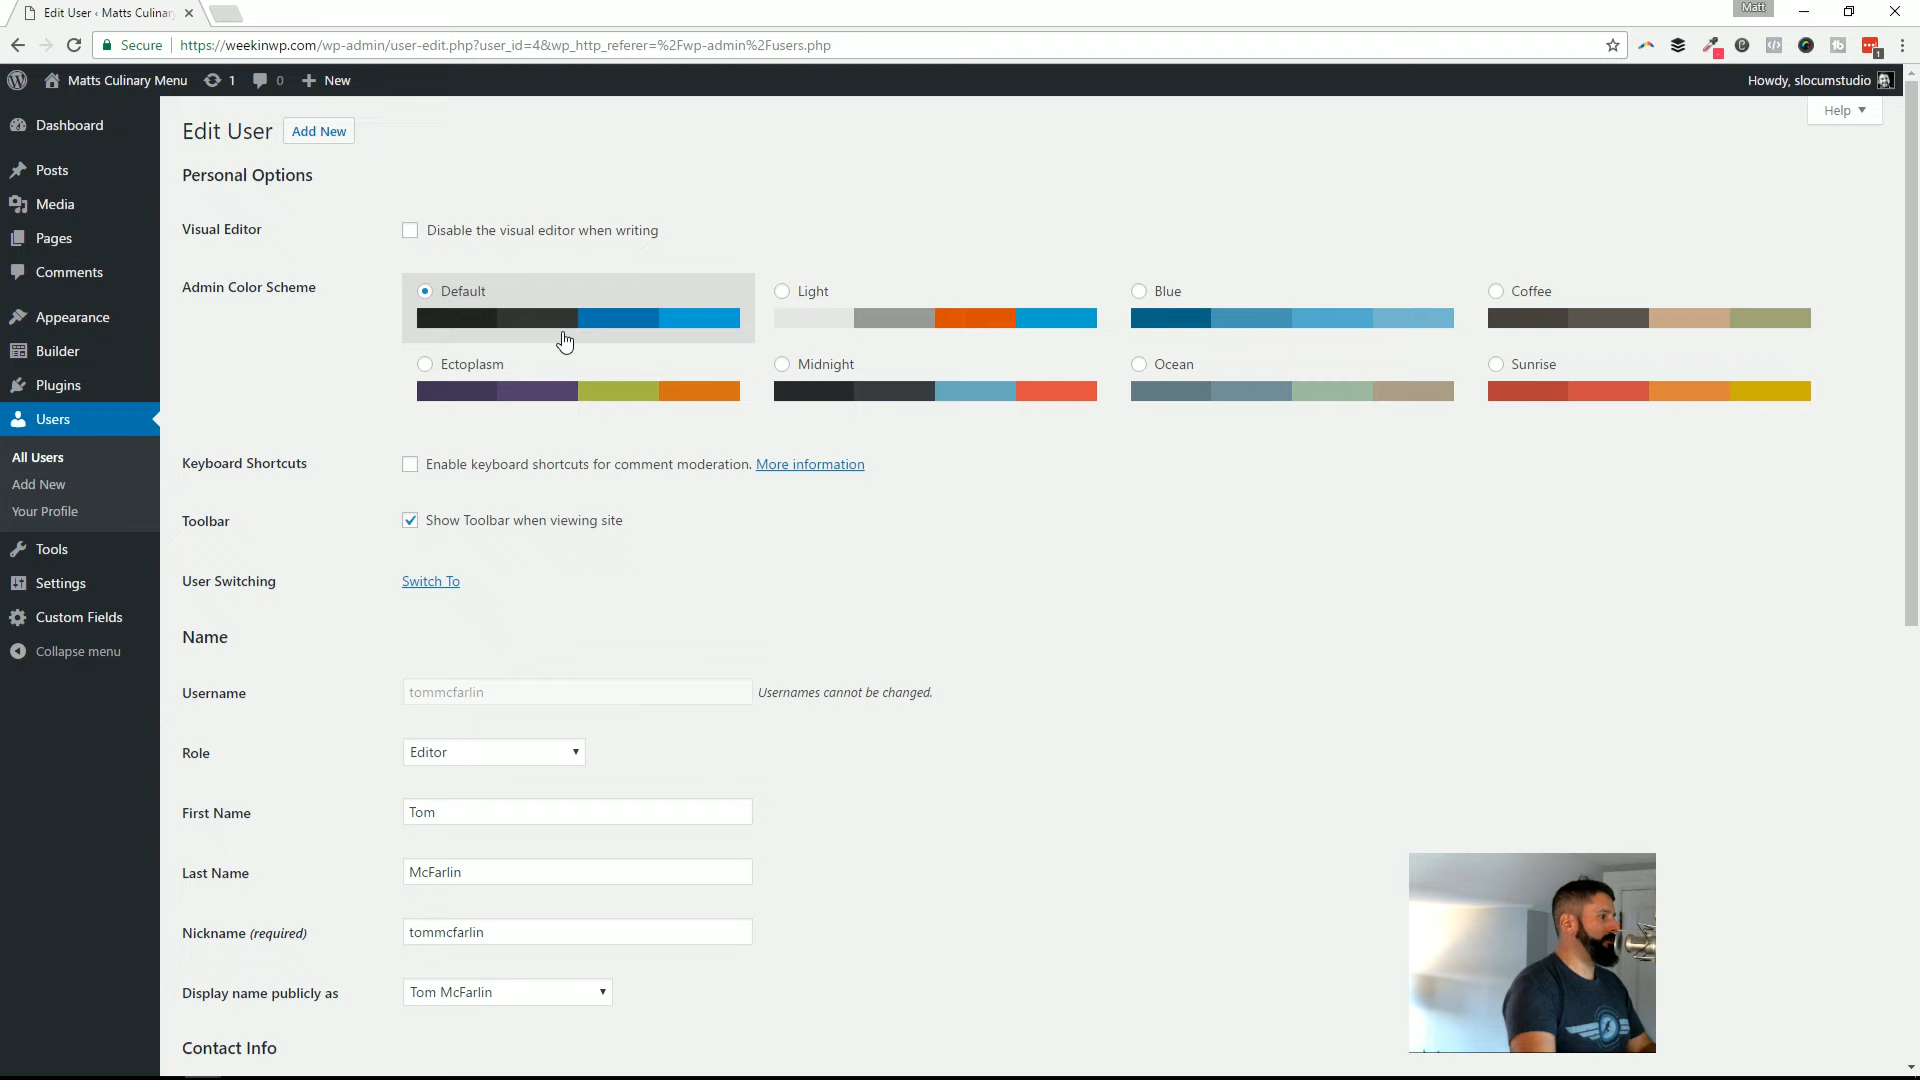 Edit User ‹ Matts Culinar
Matt
Secure https://weekinwp.com/wp-admin/user-edit.php?user_id=4&wp_http_referer=%2Fwp-admin%2Fusers.php
Matts Culinary Menu 1 0 New
Howdy, slocumstudio
Help
Dashboard
Posts
Media
Pages
Comments
Appearance
Builder
Plugins
Users
All Users
Add New
Your Profile
Tools
Settings
Custom Fields
Collapse menu
Edit User Add New
Personal Options
Visual Editor Disable the visual editor when writing
Admin Color Scheme Default Light Blue Coffee
Ectoplasm Midnight Ocean Sunrise
Keyboard Shortcuts Enable keyboard shortcuts for comment moderation. More information
Toolbar Show Toolbar when viewing site
User Switching Switch To
Name
Username tommcfarlin Usernames cannot be changed.
Role Editor
First Name Tom
Last Name McFarlin
Nickname (required) tommcfarlin
Display name publicly as Tom McFarlin
Contact Info